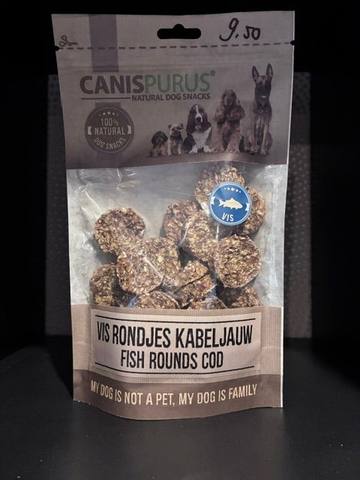 9.50
CANISPURUS®
NATURAL DOG SNACKS
100%
NATURAL
DOG SNACKS
VIS
VIS RONDJES KABELJAUW
FISH ROUNDS COD
MY DOG IS NOT A PET, MY DOG IS FAMILY